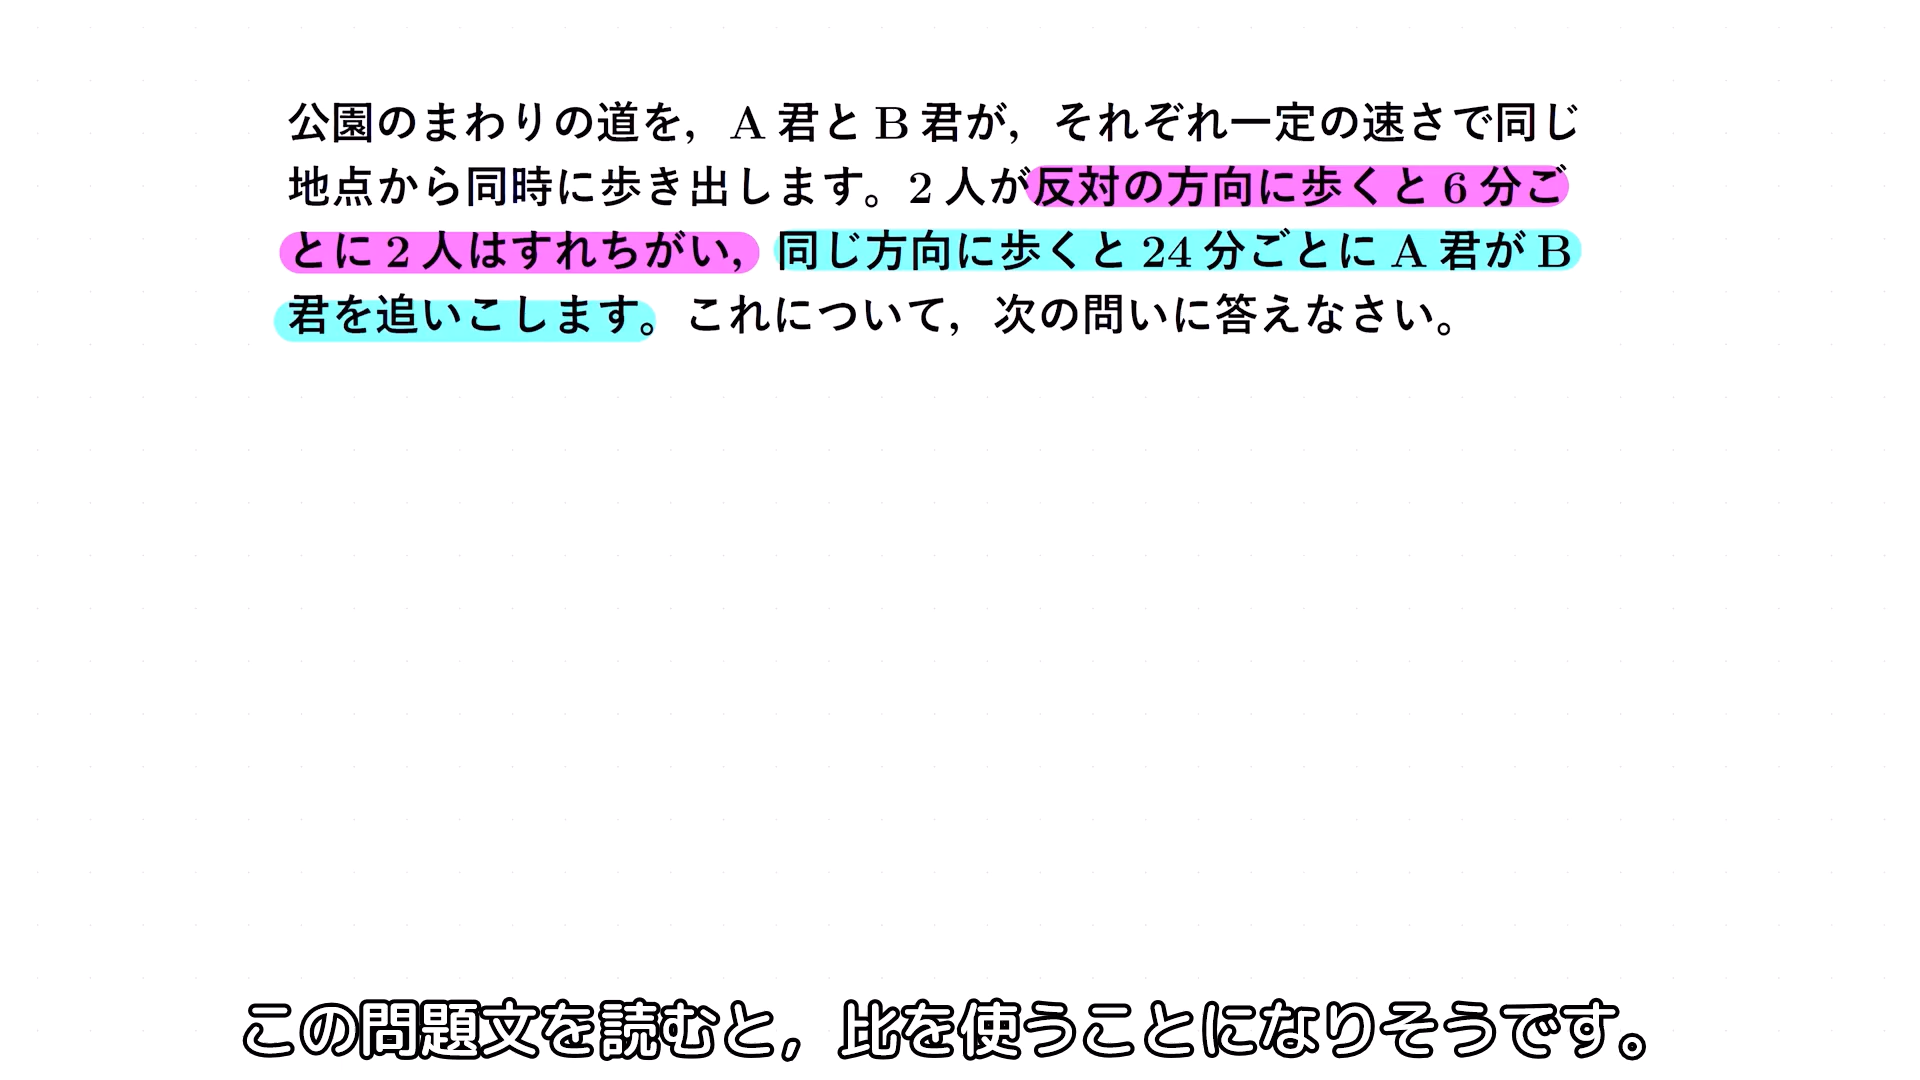 公園のまわりの道を，A 君と B 君が，それぞれ一定の速さで同じ
地点から同時に歩き出します。2 人が反対の方向に歩くと 6 分ご
とに 2 人はすれちがい，同じ方向に歩くと 24 分ごとに A 君が B
君を追いこします。これについて，次の問いに答えなさい。
この問題文を読むと，比を使うことになりそうです。